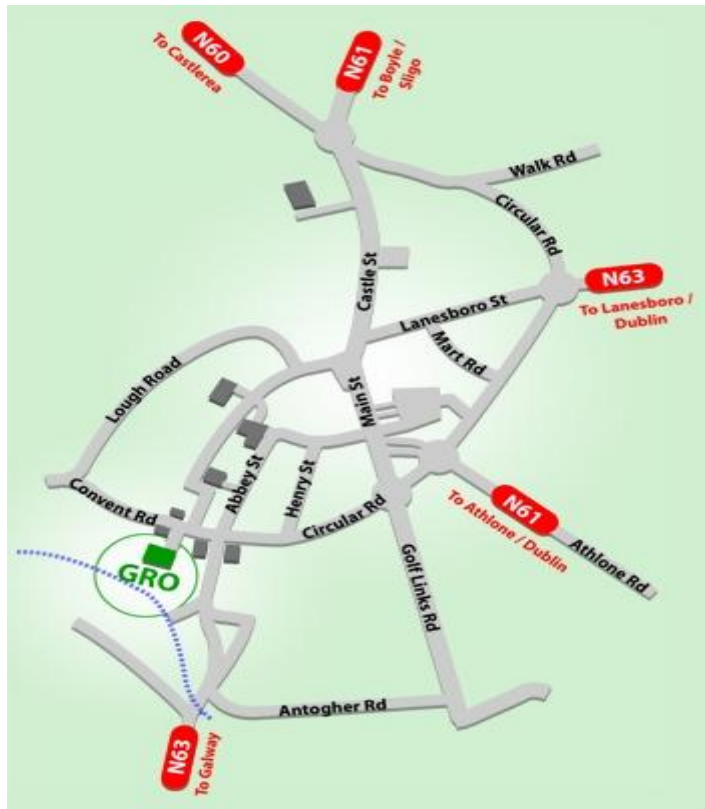 N60
To Castlerea
N61
To Boyle /
Sligo
Walk Rd
Circular Rd
N63
To Lanesboro /
Dublin
Castle St
Lanesboro St
Mart Rd
Lough Road
Main St
Abbey St
Henry St
Convent Rd
Circular Rd
N61
To Athlone / Dublin
Athlone Rd
GRO
Golf Links Rd
Antogher Rd
N63
To Galway